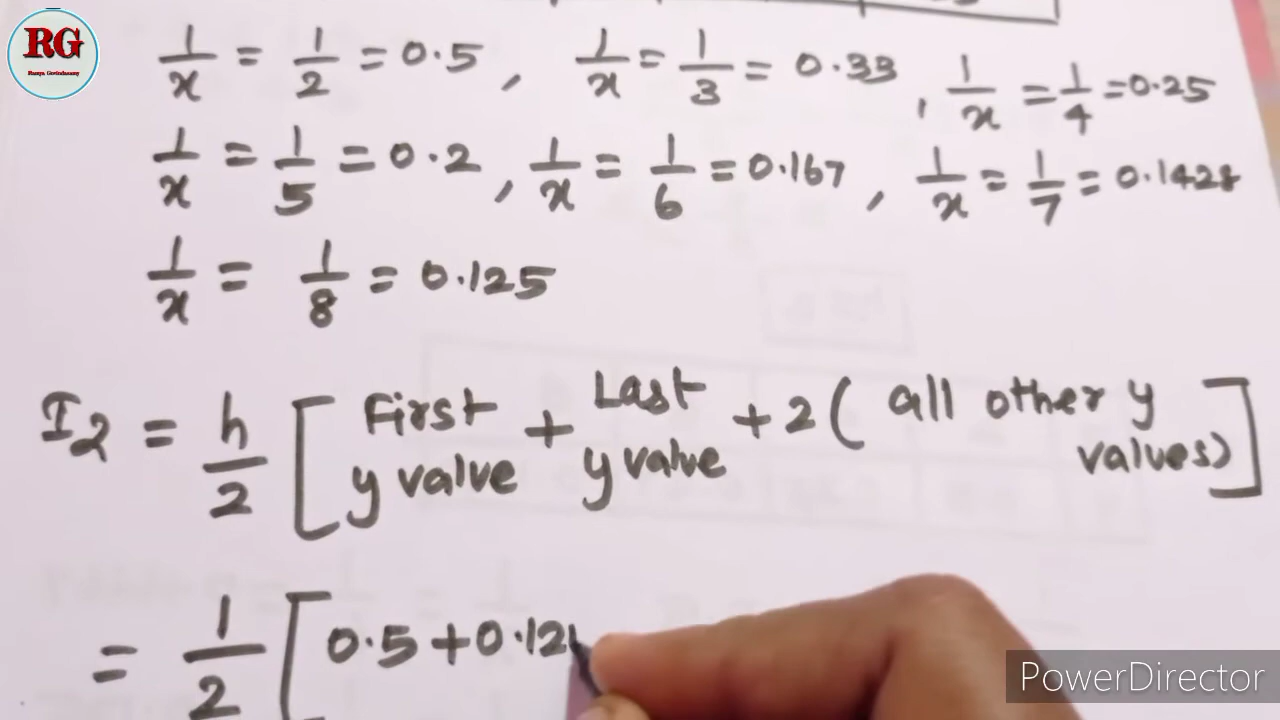 RG
Ramya Govindasamy
1/x = 1/2 = 0.5 , 1/x = 1/3 = 0.33 , 1/x = 1/4 = 0.25
1/x = 1/5 = 0.2 , 1/x = 1/6 = 0.167 , 1/x = 1/7 = 0.1428
1/x = 1/8 = 0.125
I2 = h/2 [ First y value + Last y value + 2 ( all other y values) ]
= 1/2 [ 0.5 + 0.12
PowerDirector